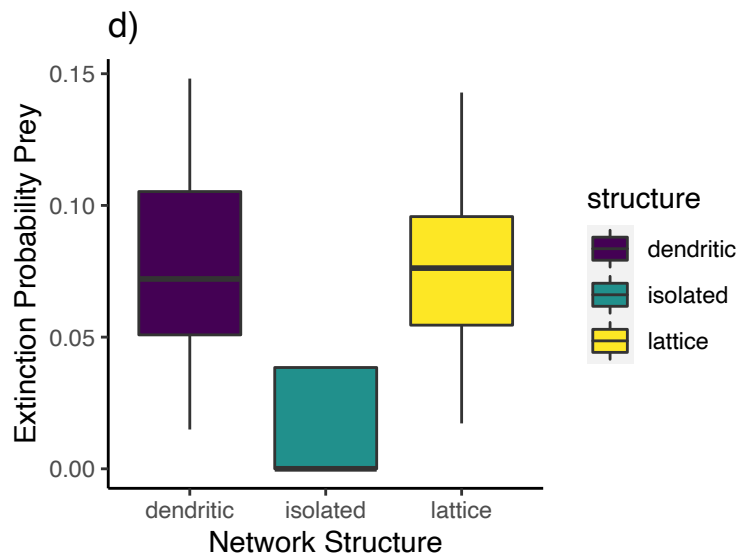 d)
Extinction Probability Prey
0.15
0.10
0.05
0.00
dendritic isolated lattice
Network Structure
structure
dendritic
isolated
lattice